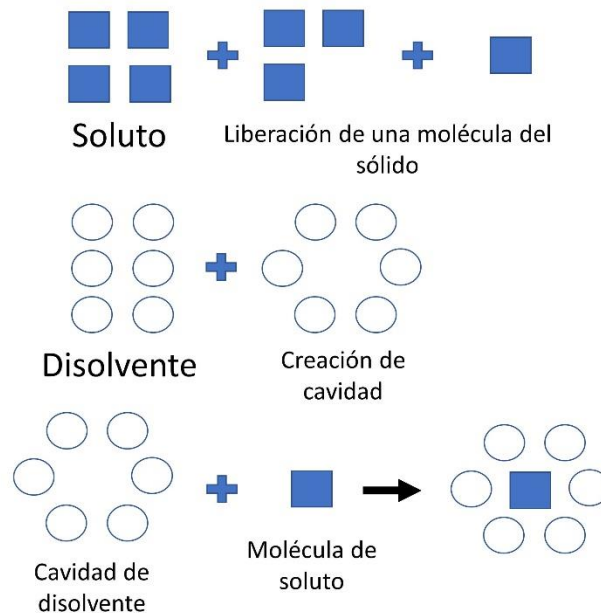 Soluto
Liberación de una molécula del
sólido
Disolvente
Creación de
cavidad
Cavidad de
disolvente
Molécula de
soluto